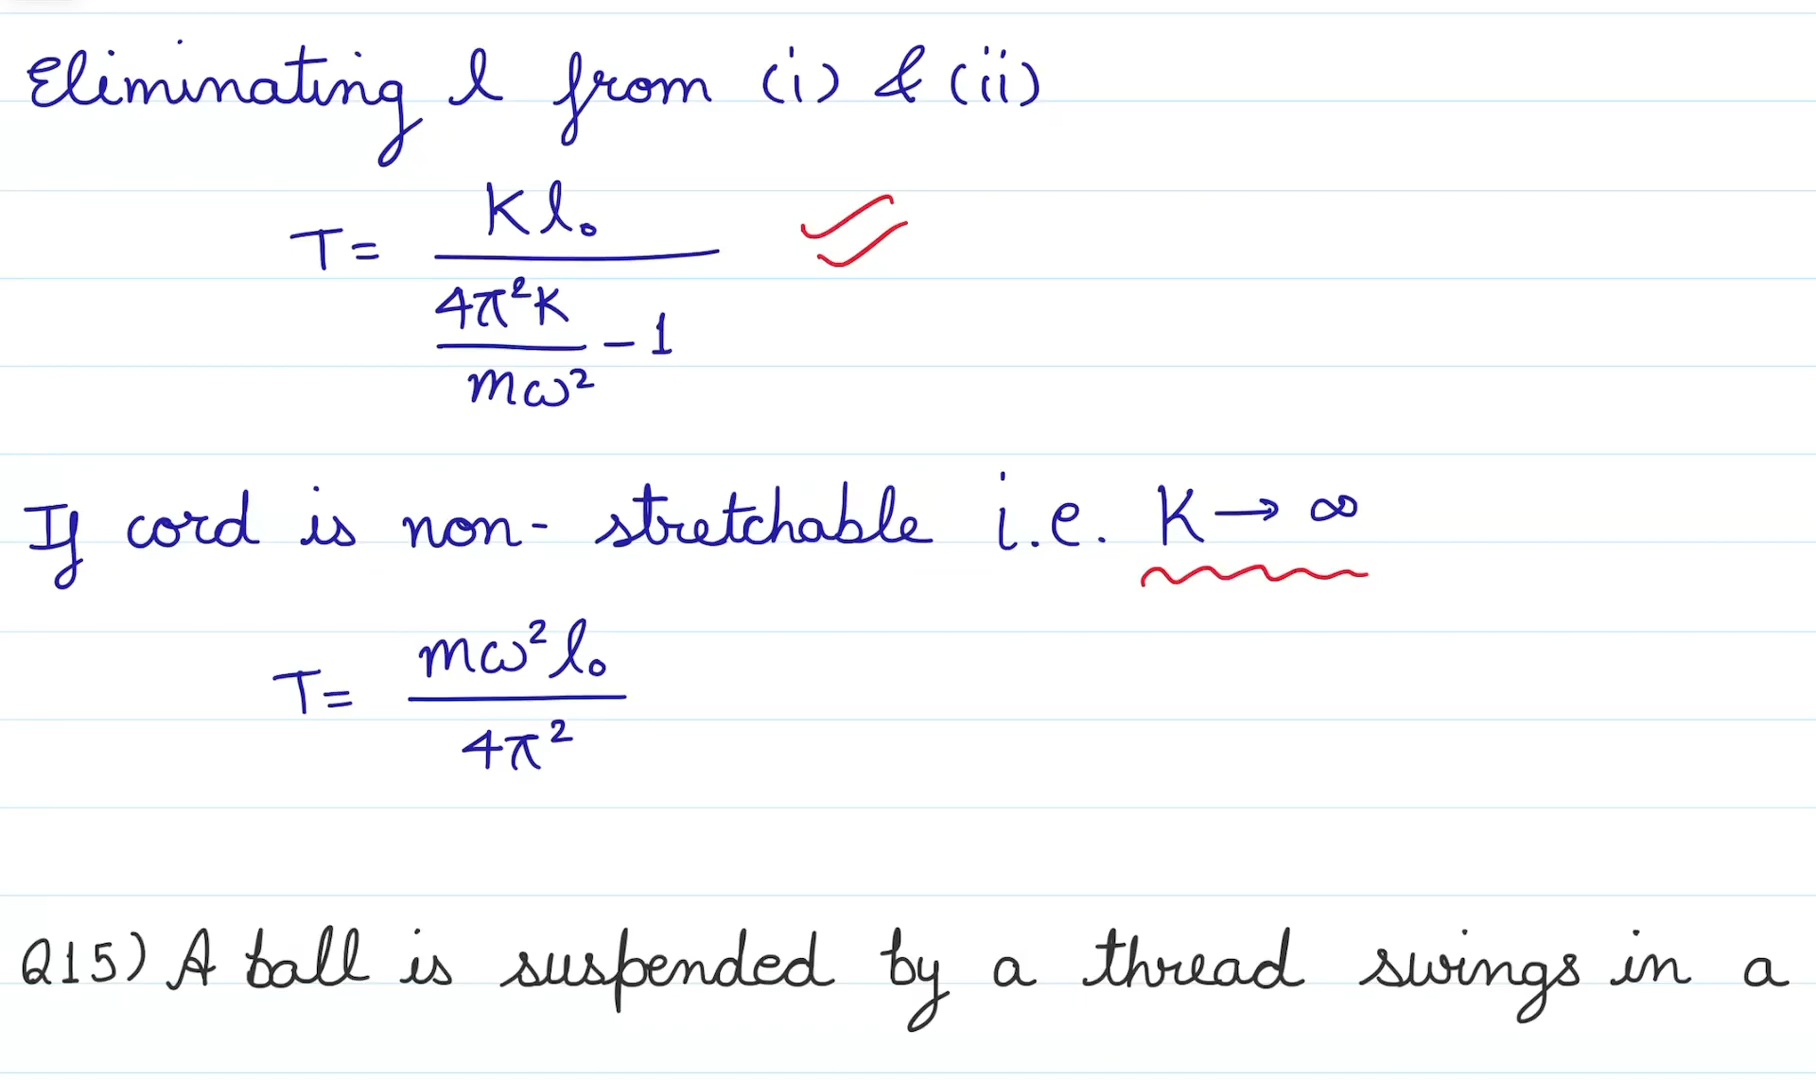 Eliminating l from (i) & (ii)
T = Kl₀ / (4π²K / mω² - 1)
If cord is non-stretchable i.e. K → ∞
T = mω²l₀ / 4π²
Q15) A ball is suspended by a thread swings in a